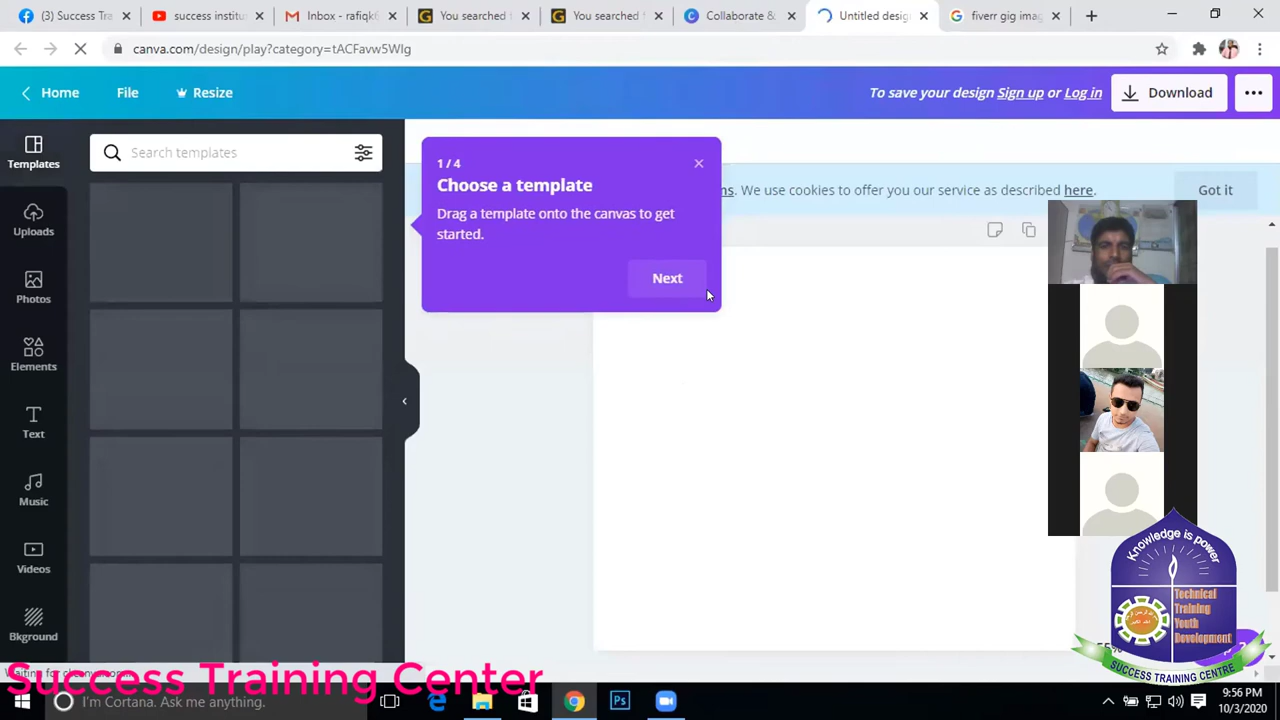 (3) Success Tra
success institu
Inbox - rafiqk6
You searched f
You searched f
Collaborate &
Untitled desig
fiverr gig imag
canva.com/design/play?category=tACFavw5WIg
Home
File
Resize
To save your design Sign up or Log in
Download
Templates
Search templates
1 / 4
Choose a template
Drag a template onto the canvas to get
started.
Next
ns. We use cookies to offer you our service as described here.
Got it
Uploads
Photos
Elements
Text
Music
Videos
Bkground
Knowledge is power
Technical
Training
Youth
Development
SUCCESS TRAINING CENTRE
Success Training Center
I'm Cortana. Ask me anything.
Ps
9:56 PM
10/3/2020